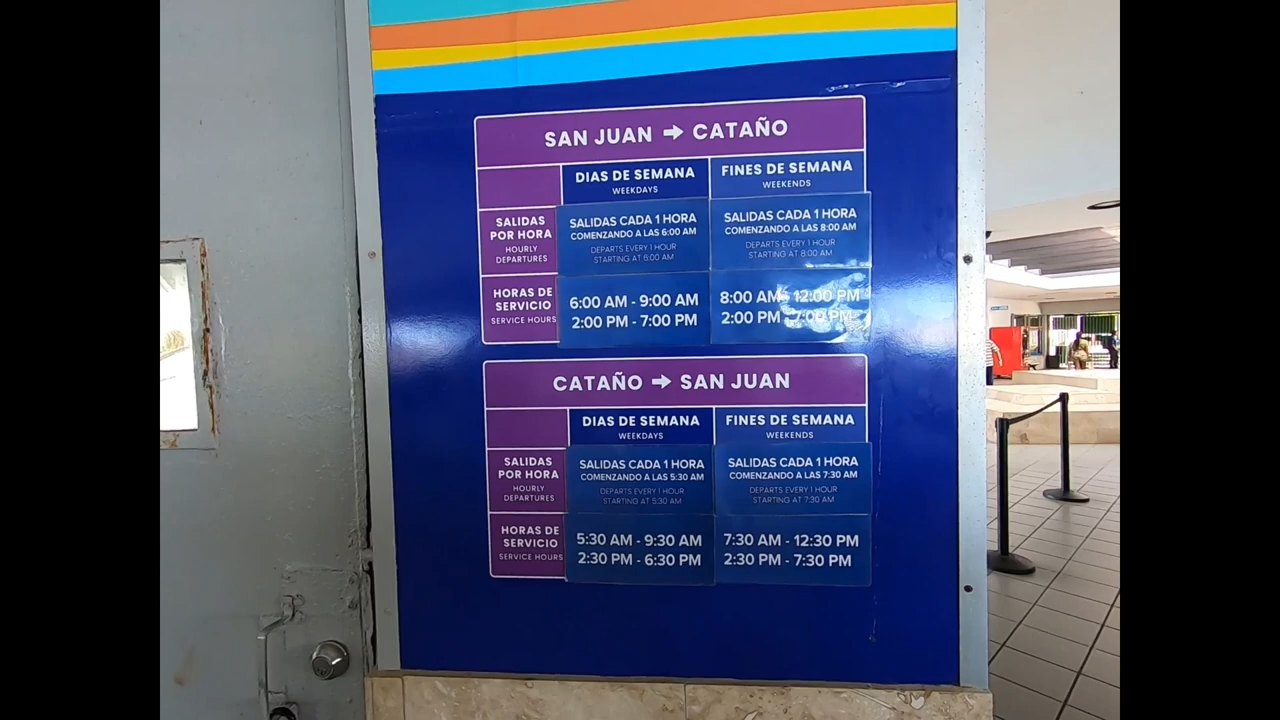 SAN JUAN ➡ CATAÑO
DIAS DE SEMANA
WEEKDAYS
FINES DE SEMANA
WEEKENDS
SALIDAS
POR HORA
HOURLY
DEPARTURES
SALIDAS CADA 1 HORA
COMENZANDO A LAS 6:00 AM
DEPARTS EVERY 1 HOUR
STARTING AT 6:00 AM
SALIDAS CADA 1 HORA
COMENZANDO A LAS 8:00 AM
DEPARTS EVERY 1 HOUR
STARTING AT 8:00 AM
HORAS DE
SERVICIO
SERVICE HOURS
6:00 AM - 9:00 AM
2:00 PM - 7:00 PM
8:00 AM - 12:00 PM
2:00 PM - 7:00 PM
CATAÑO ➡ SAN JUAN
DIAS DE SEMANA
WEEKDAYS
FINES DE SEMANA
WEEKENDS
SALIDAS
POR HORA
HOURLY
DEPARTURES
SALIDAS CADA 1 HORA
COMENZANDO A LAS 5:30 AM
DEPARTS EVERY 1 HOUR
STARTING AT 5:30 AM
SALIDAS CADA 1 HORA
COMENZANDO A LAS 7:30 AM
DEPARTS EVERY 1 HOUR
STARTING AT 7:30 AM
HORAS DE
SERVICIO
SERVICE HOURS
5:30 AM - 9:30 AM
2:30 PM - 6:30 PM
7:30 AM - 12:30 PM
2:30 PM - 7:30 PM